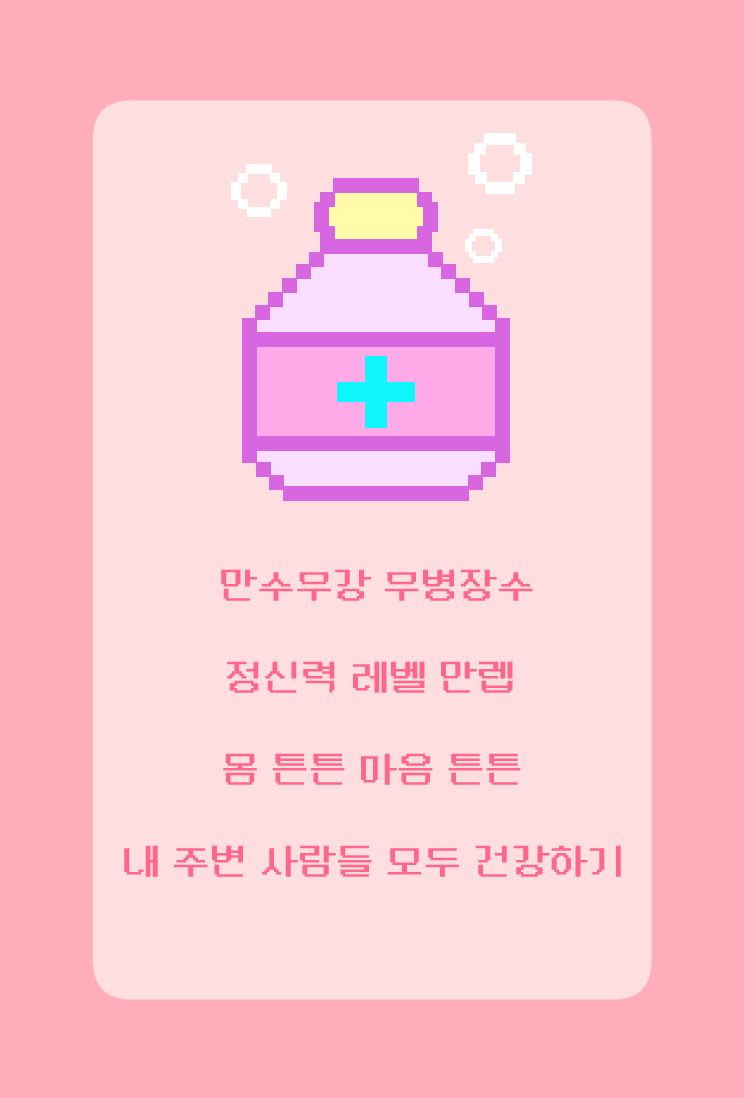 만수무강 무병장수
정신력 레벨 만렙
몸 튼튼 마음 튼튼
내 주변 사람들 모두 건강하기